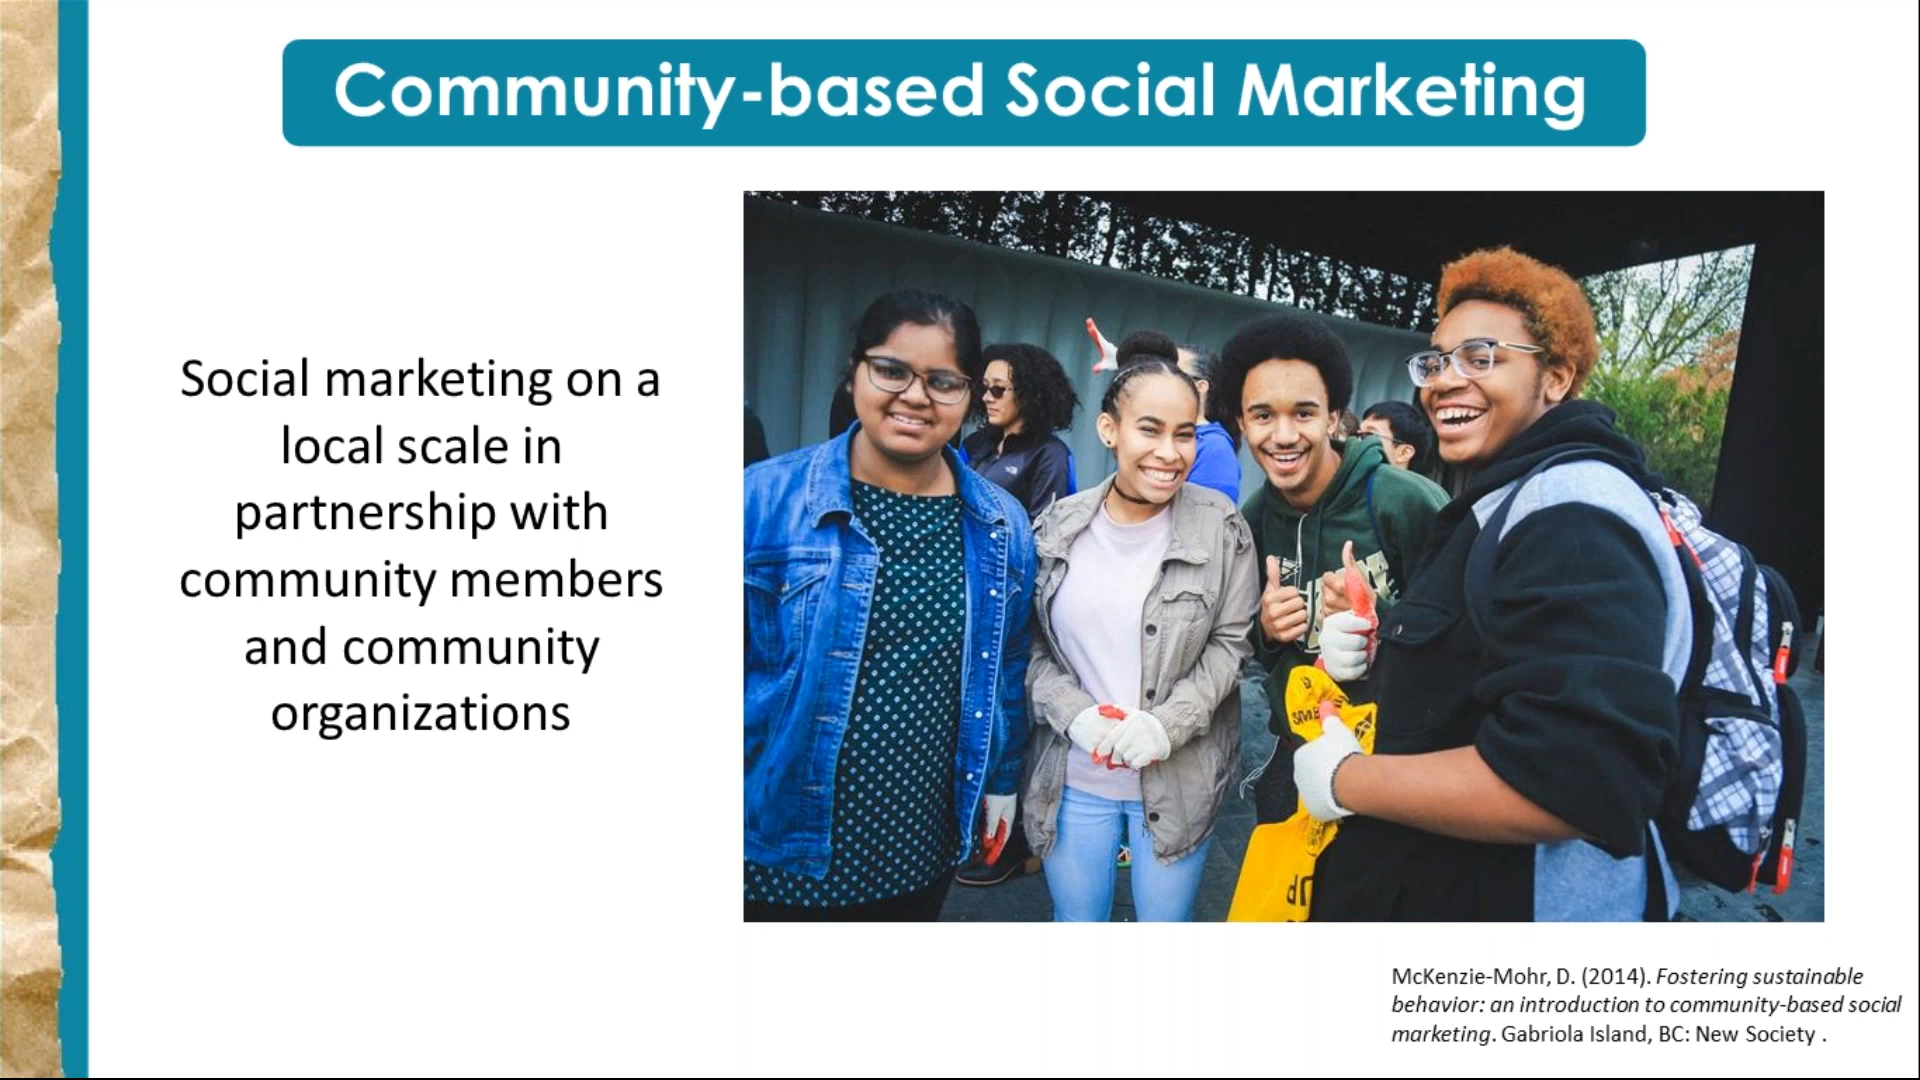 Community-based Social Marketing
Social marketing on a
local scale in
partnership with
community members
and community
organizations
McKenzie-Mohr, D. (2014). Fostering sustainable
behavior: an introduction to community-based social
marketing. Gabriola Island, BC: New Society .